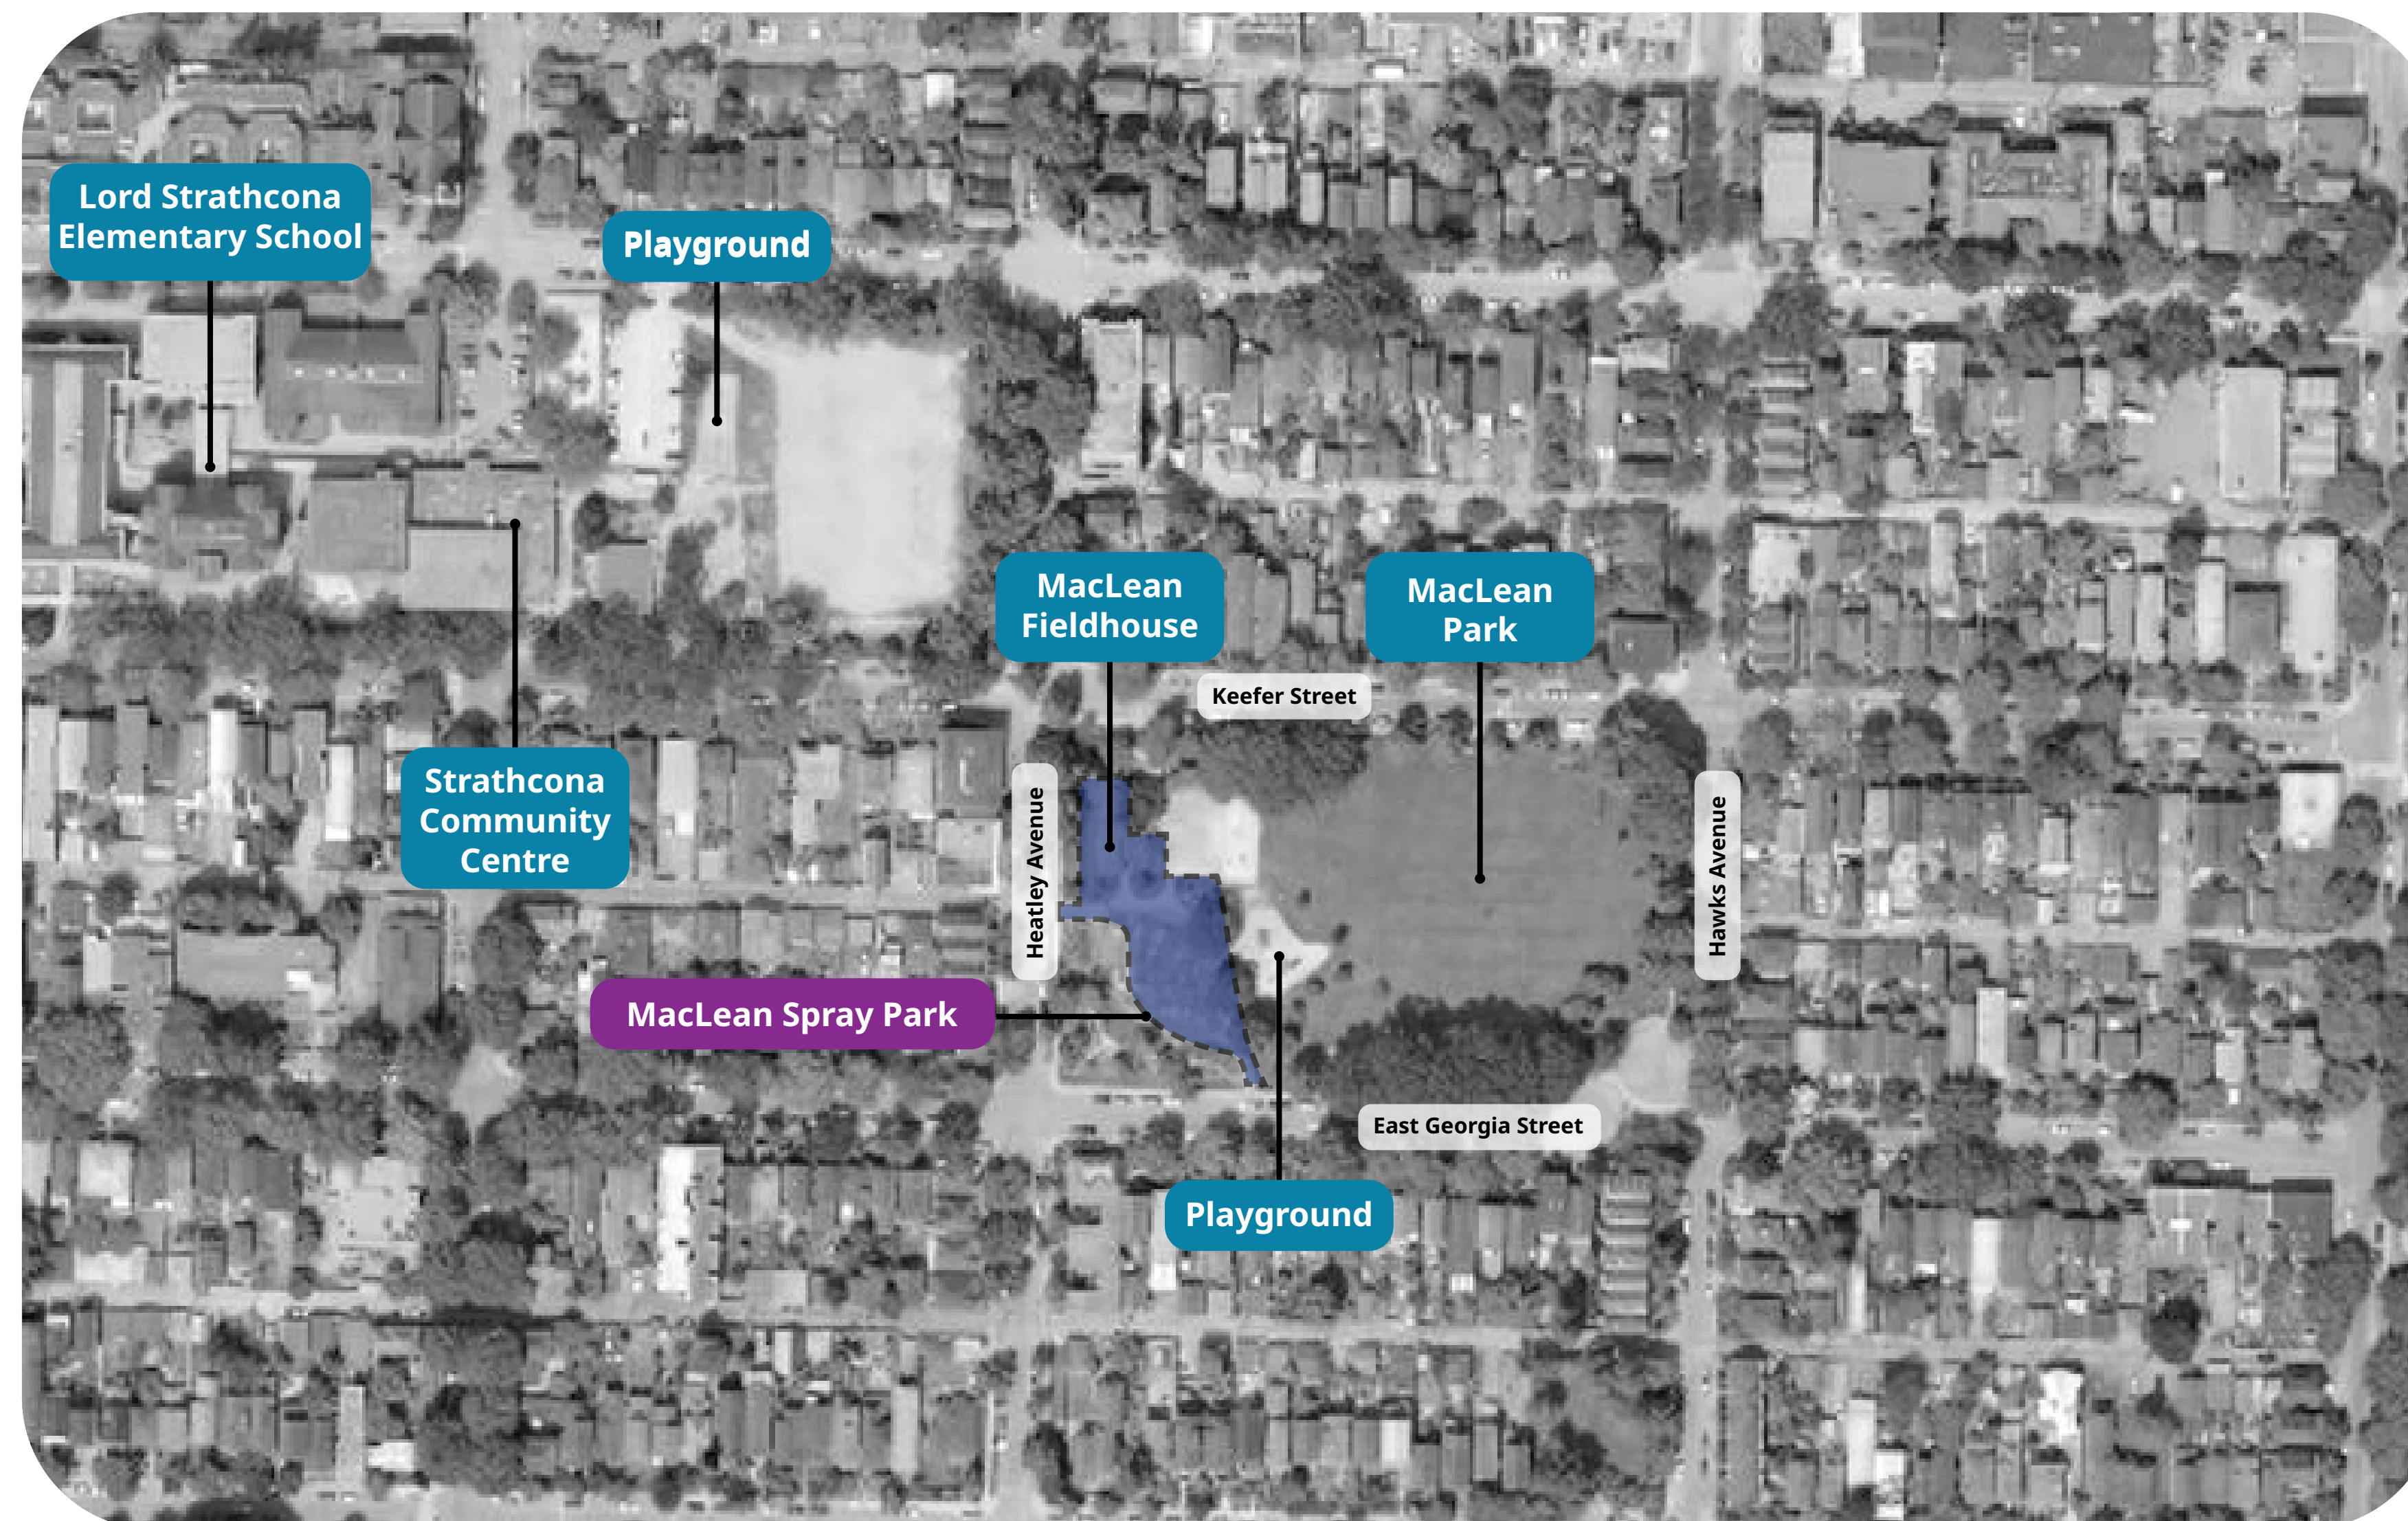 Lord Strathcona
Elementary School
Playground
MacLean
Fieldhouse
MacLean
Park
Keefer Street
Strathcona
Community
Centre
Heatley Avenue
Hawks Avenue
MacLean Spray Park
East Georgia Street
Playground